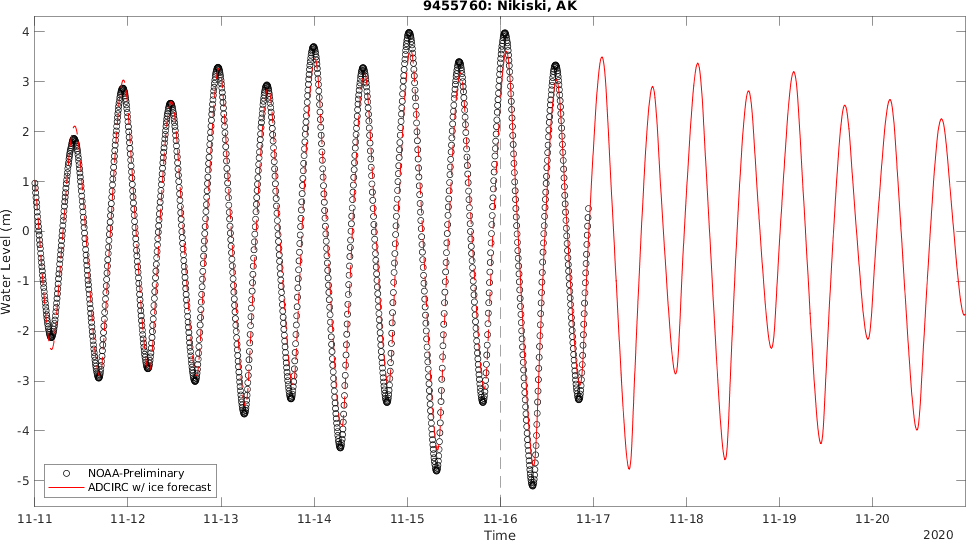 9455760: Nikiski, AK
4
3
2
1
0
-1
-2
-3
-4
-5
Water Level (m)
NOAA-Preliminary
ADCIRC w/ ice forecast
11-11 11-12 11-13 11-14 11-15 11-16 11-17 11-18 11-19 11-20
Time
2020